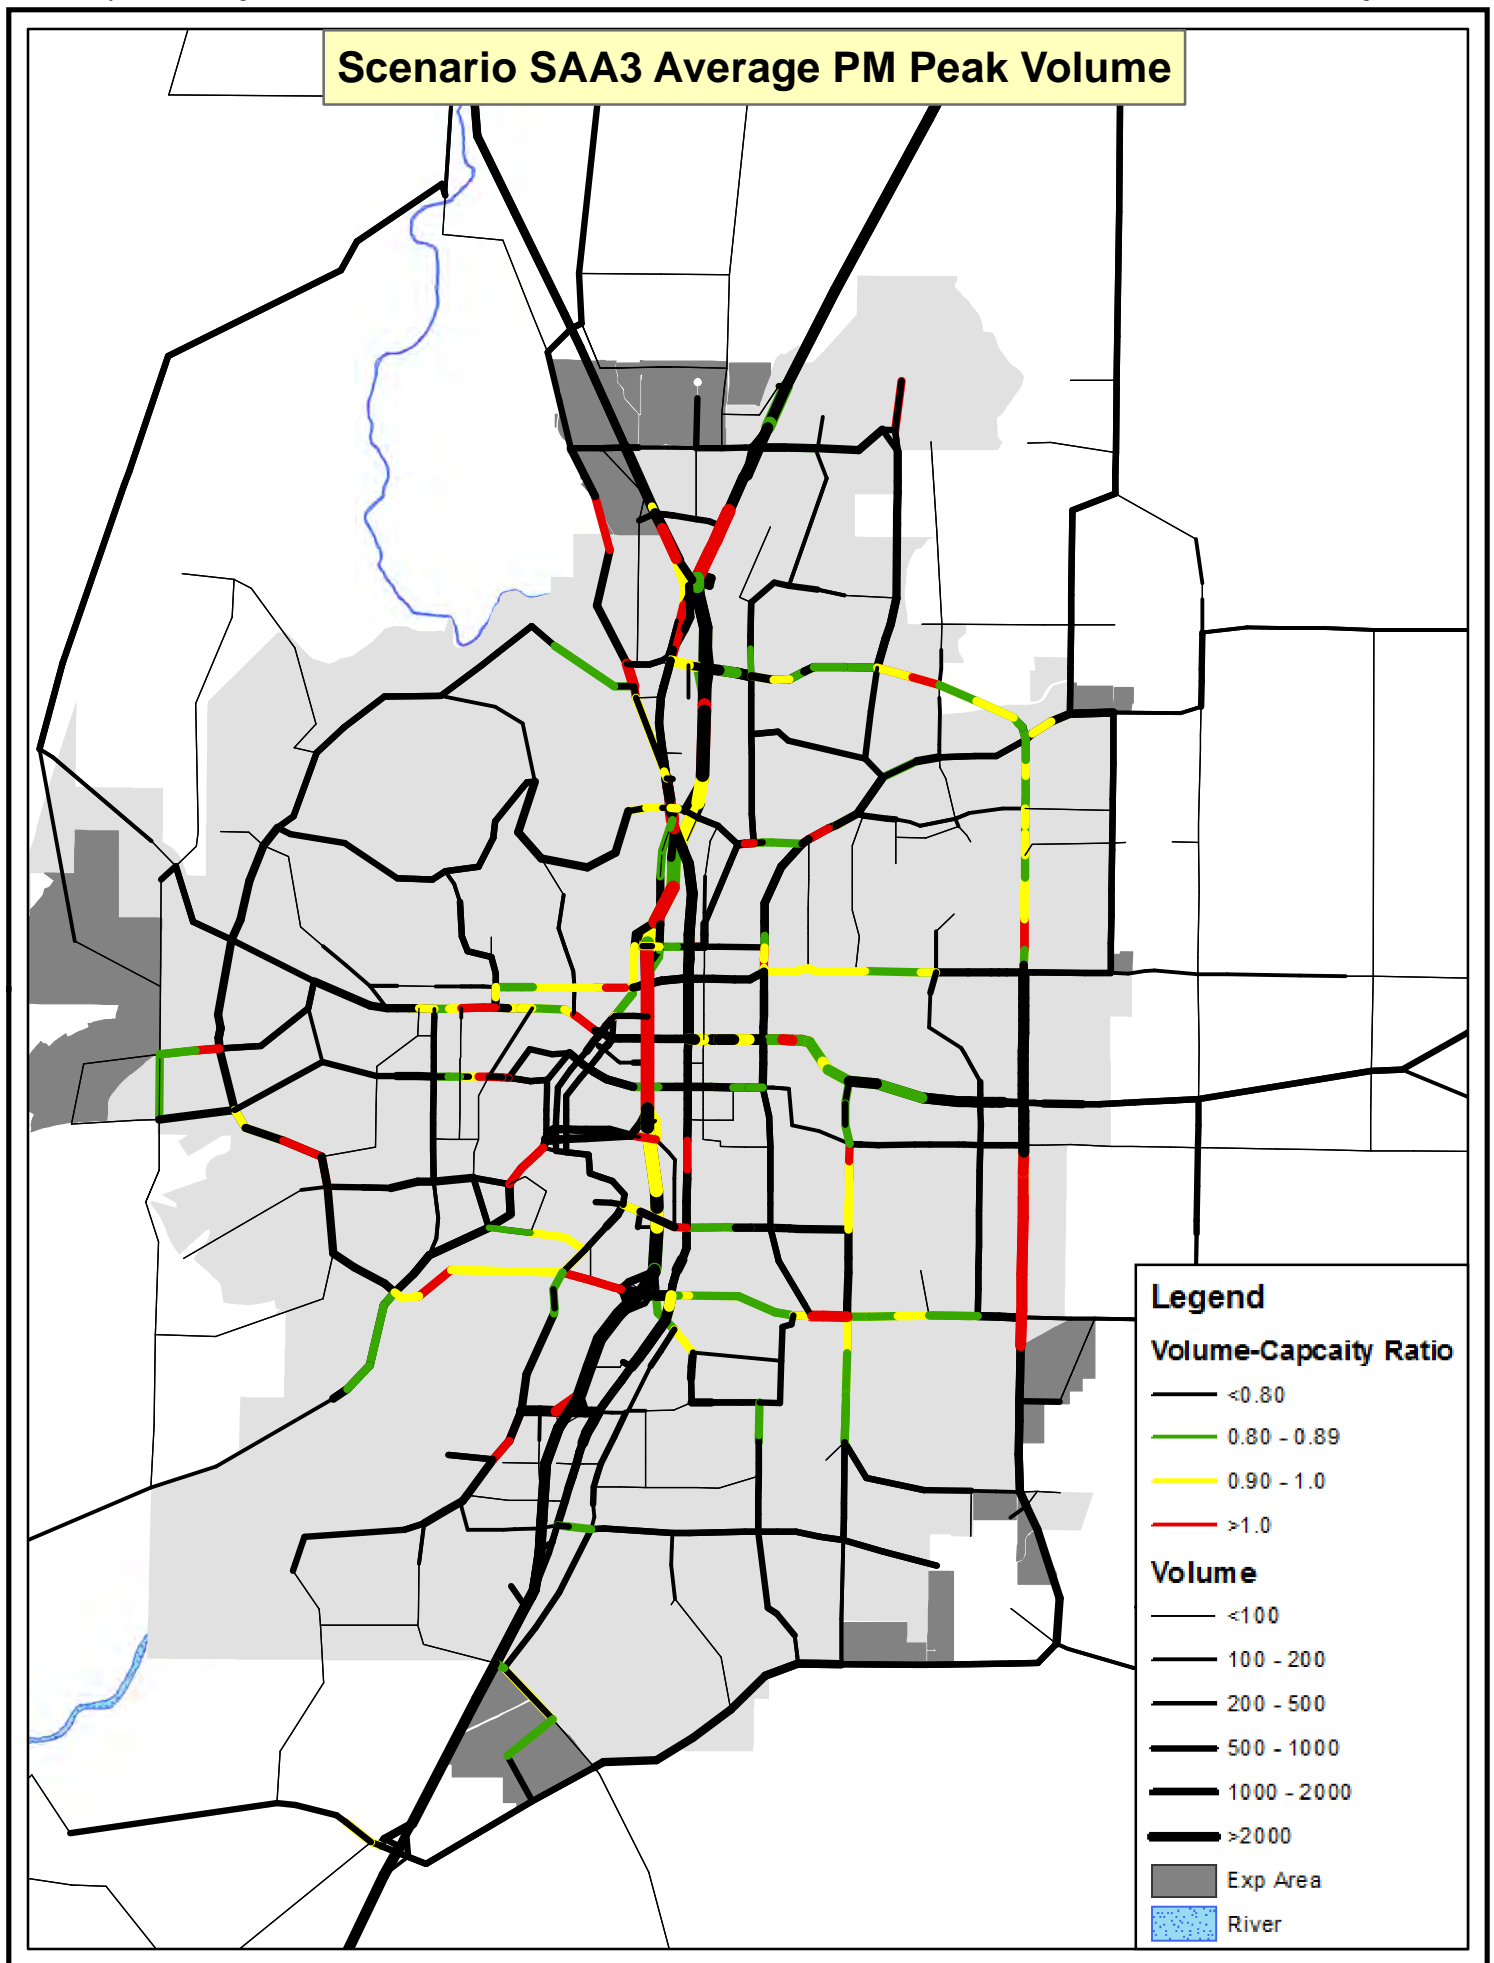 Scenario SAA3 Average PM Peak Volume
Legend
Volume-Capcaity Ratio
<0.80
0.80 - 0.89
0.90 - 1.0
>1.0
Volume
<100
100 - 200
200 - 500
500 - 1000
1000 - 2000
>2000
Exp Area
River